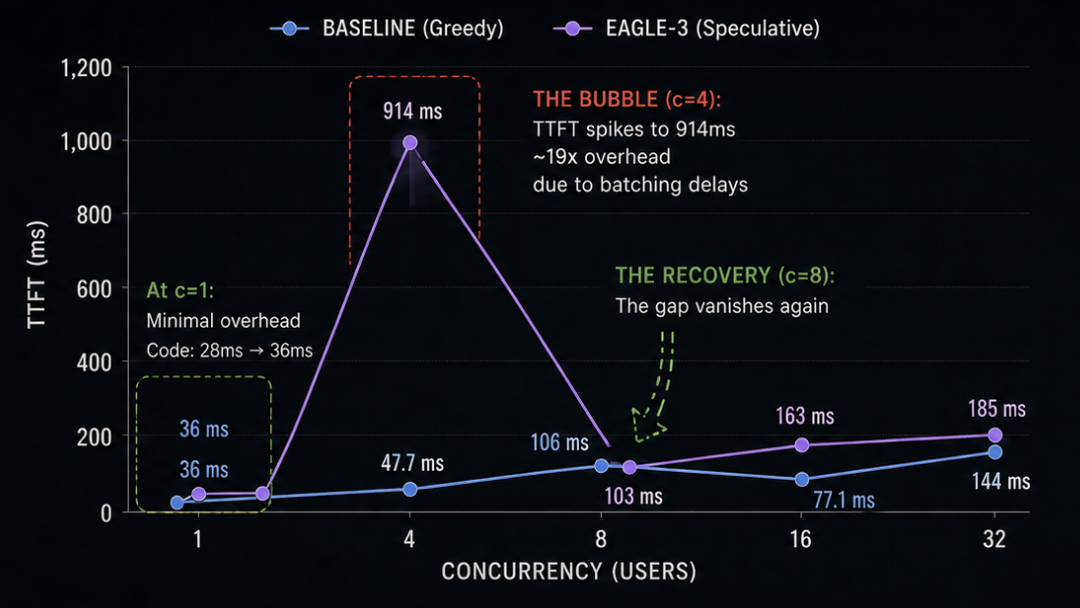 BASELINE (Greedy)
EAGLE-3 (Speculative)
1,200
1,000
800
600
400
200
0
TTFT (ms)
914 ms
THE BUBBLE (c=4):
TTFT spikes to 914ms
~19x overhead
due to batching delays
At c=1:
Minimal overhead
Code: 28ms → 36ms
36 ms
36 ms
THE RECOVERY (c=8):
The gap vanishes again
47.7 ms
106 ms
103 ms
163 ms
77.1 ms
185 ms
144 ms
1
4
8
16
32
CONCURRENCY (USERS)